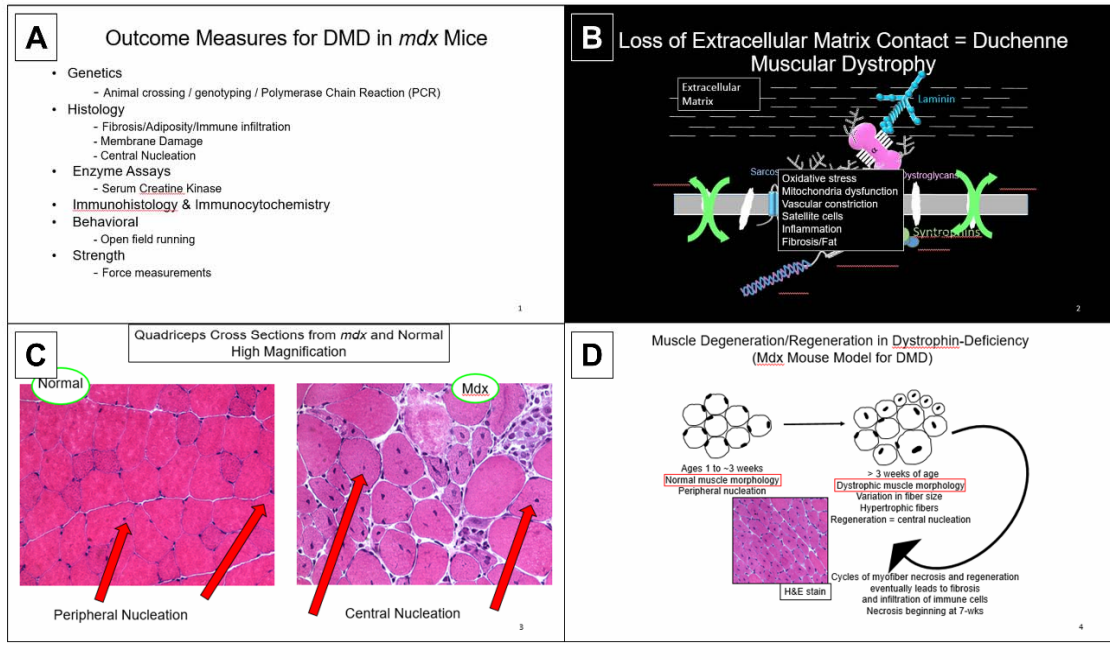 A
Outcome Measures for DMD in mdx Mice
• Genetics
- Animal crossing / genotyping / Polymerase Chain Reaction (PCR)
• Histology
- Fibrosis/Adiposity/Immune infiltration
- Membrane Damage
- Central Nucleation
• Enzyme Assays
- Serum Creatine Kinase
• Immunohistology & Immunocytochemistry
• Behavioral
- Open field running
• Strength
- Force measurements
1
B
Loss of Extracellular Matrix Contact = Duchenne
Muscular Dystrophy
Extracellular
Matrix
Laminin
α
Dystroglycans
Oxidative stress
Mitochondria dysfunction
Vascular constriction
Satellite cells
Inflammation
Fibrosis/Fat
Syntrophins
2
C
Quadriceps Cross Sections from mdx and Normal
High Magnification
Normal
Mdx
Peripheral Nucleation
Central Nucleation
3
D
Muscle Degeneration/Regeneration in Dystrophin-Deficiency
(Mdx Mouse Model for DMD)
Ages 1 to ~3 weeks
Normal muscle morphology
Peripheral nucleation
> 3 weeks of age
Dystrophic muscle morphology
Variation in fiber size
Hypertrophic fibers
Regeneration = central nucleation
H&E stain
Cycles of myofiber necrosis and regeneration
eventually leads to fibrosis
and infiltration of immune cells
Necrosis beginning at 7-wks
4